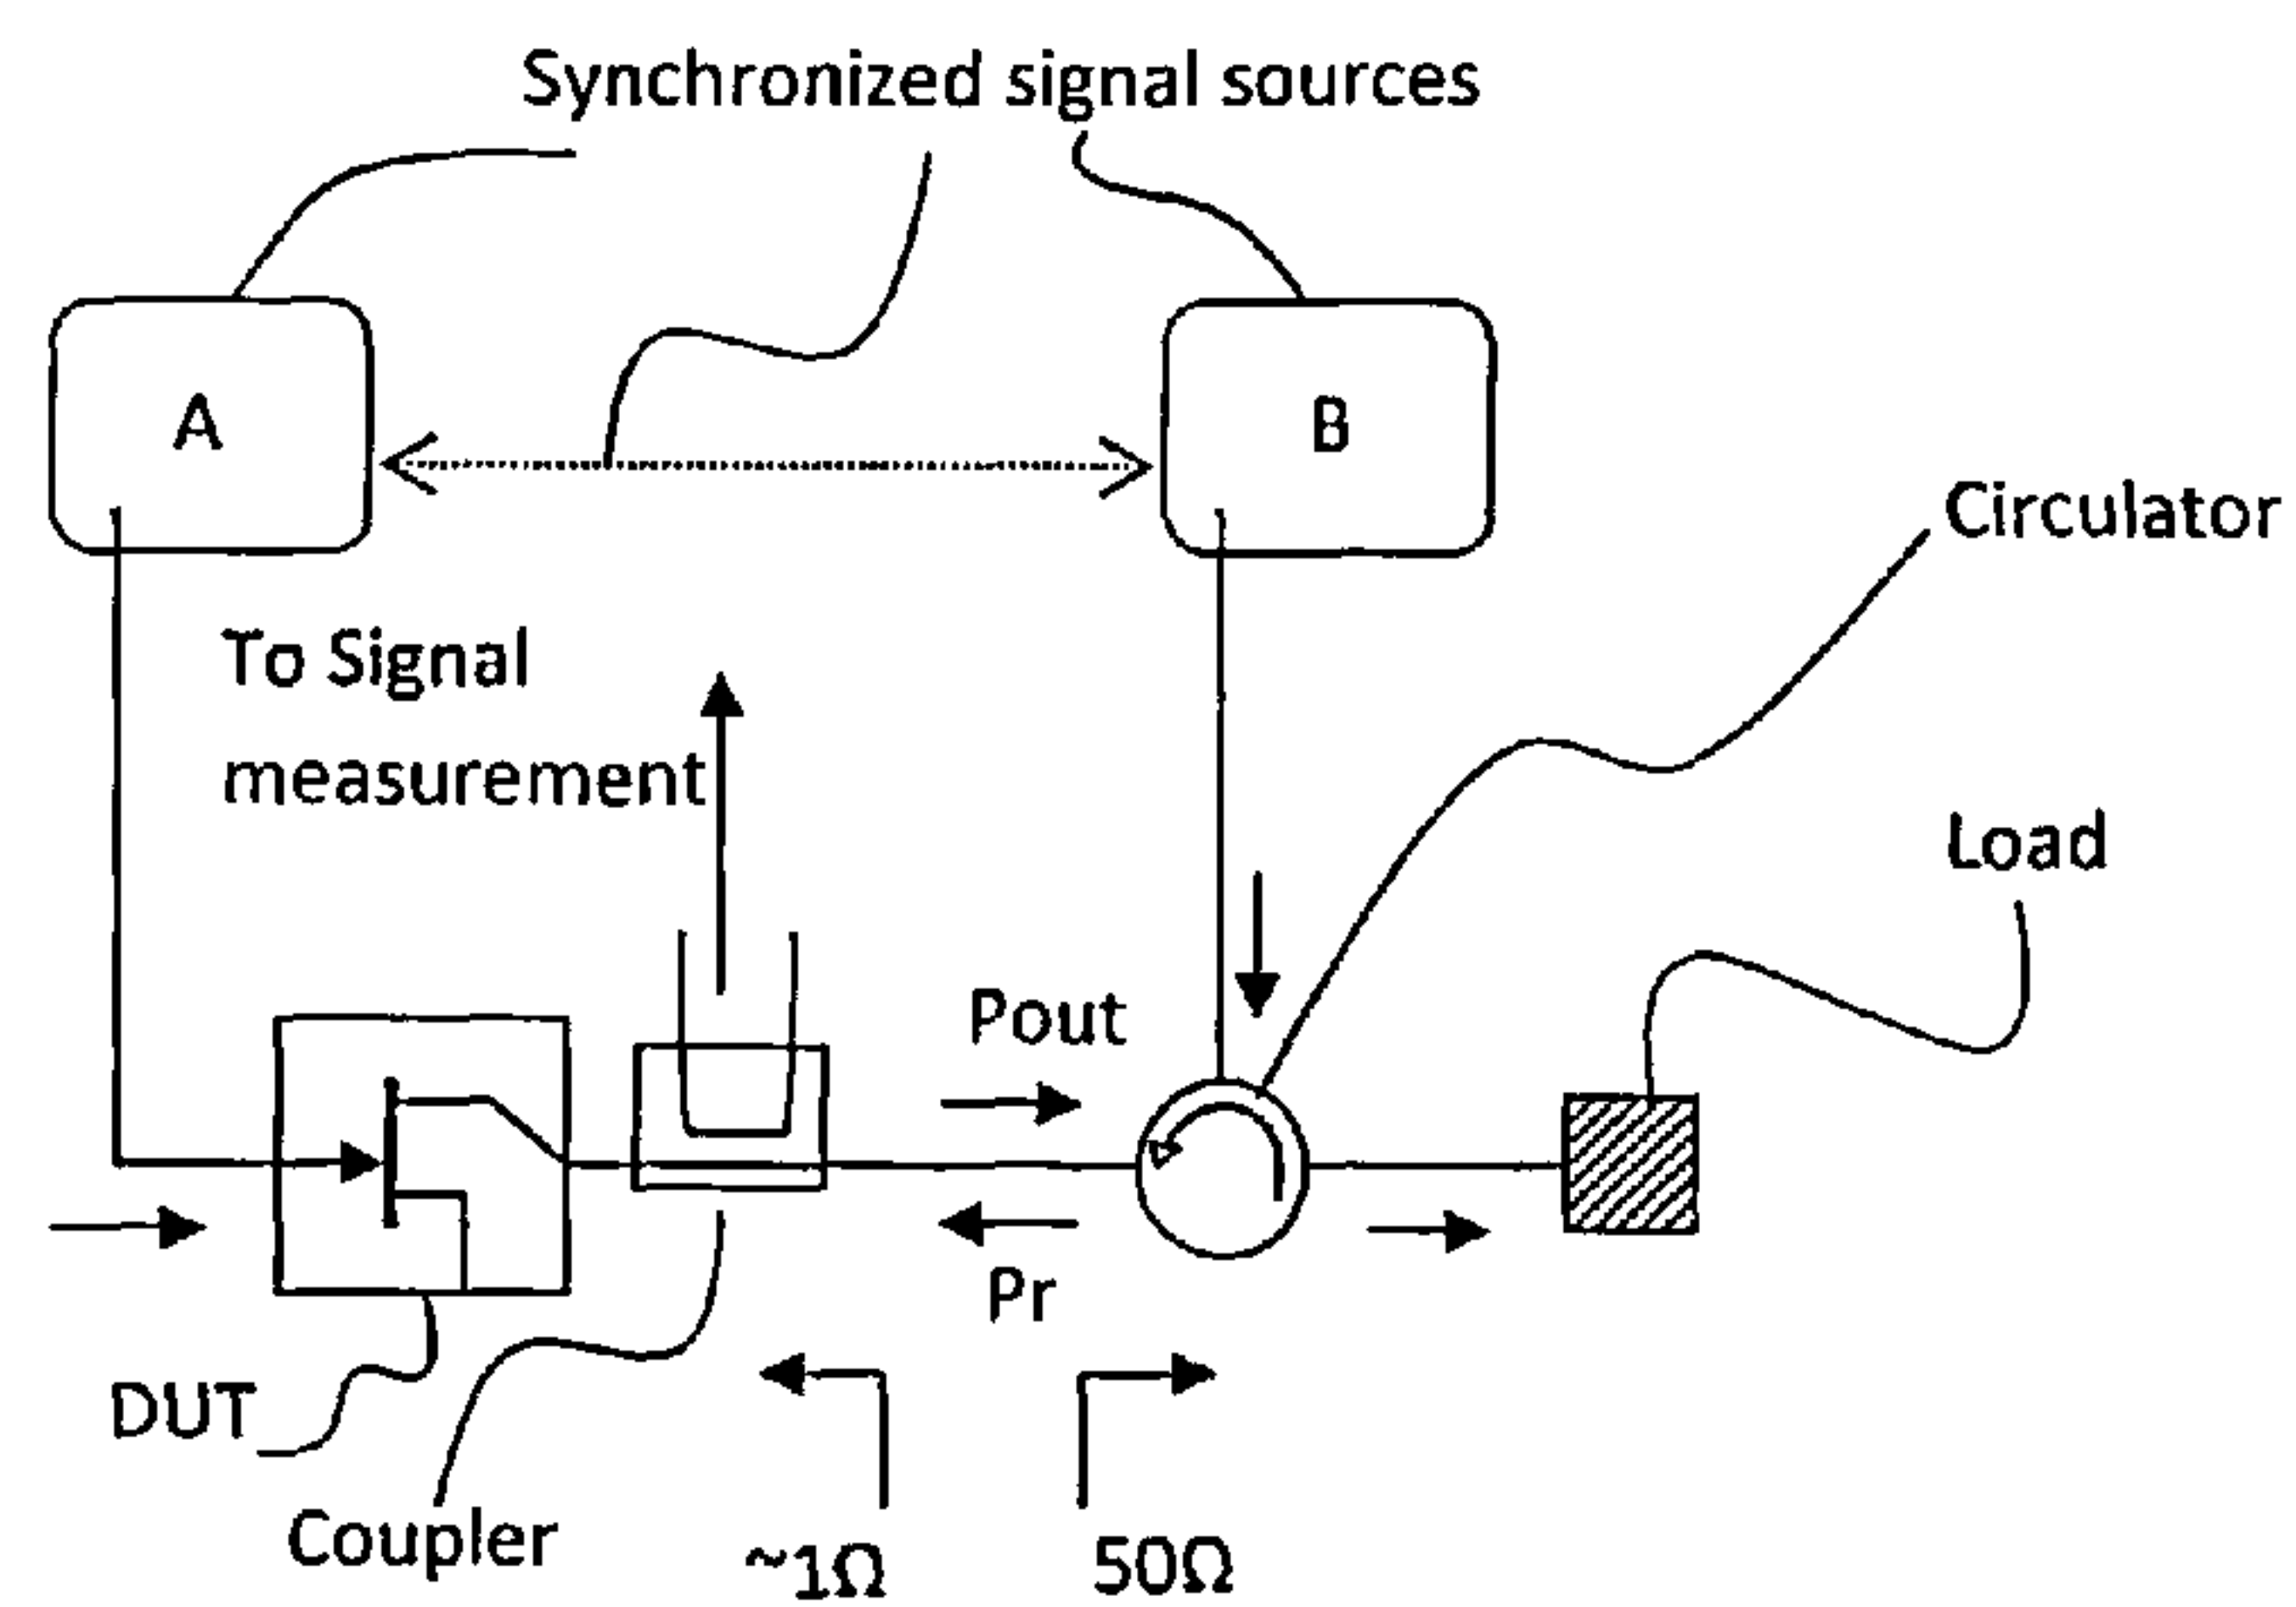 Synchronized signal sources
A
B
Circulator
To Signal
measurement
Load
Pout
Pr
DUT
Coupler
~1Ω
50Ω